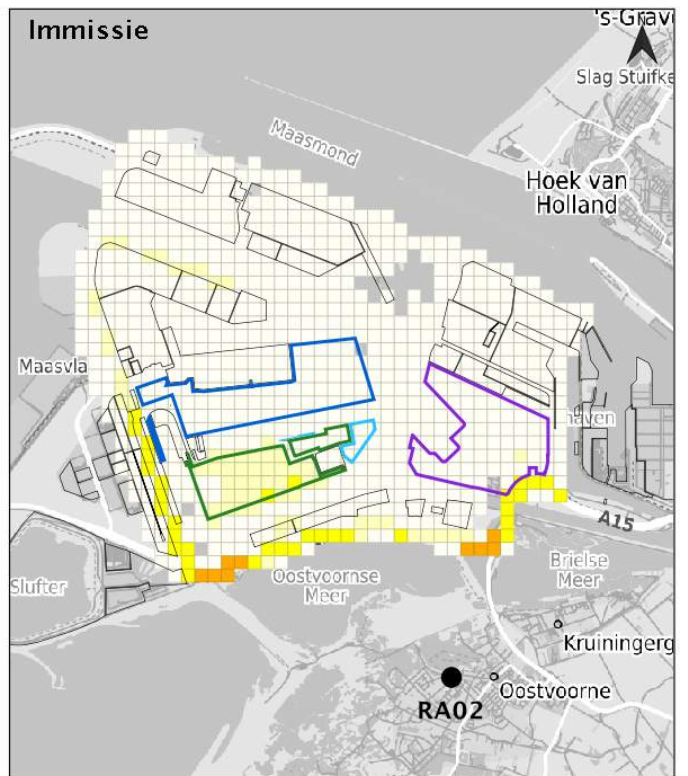 Immissie
's-Grave
Slag Stuifke
Maasmond
Hoek van
Holland
Maasvla
haven
A15
Slufter
Oostvoornse
Meer
Brielse
Meer
Kruiningerg
Oostvoorne
RA02